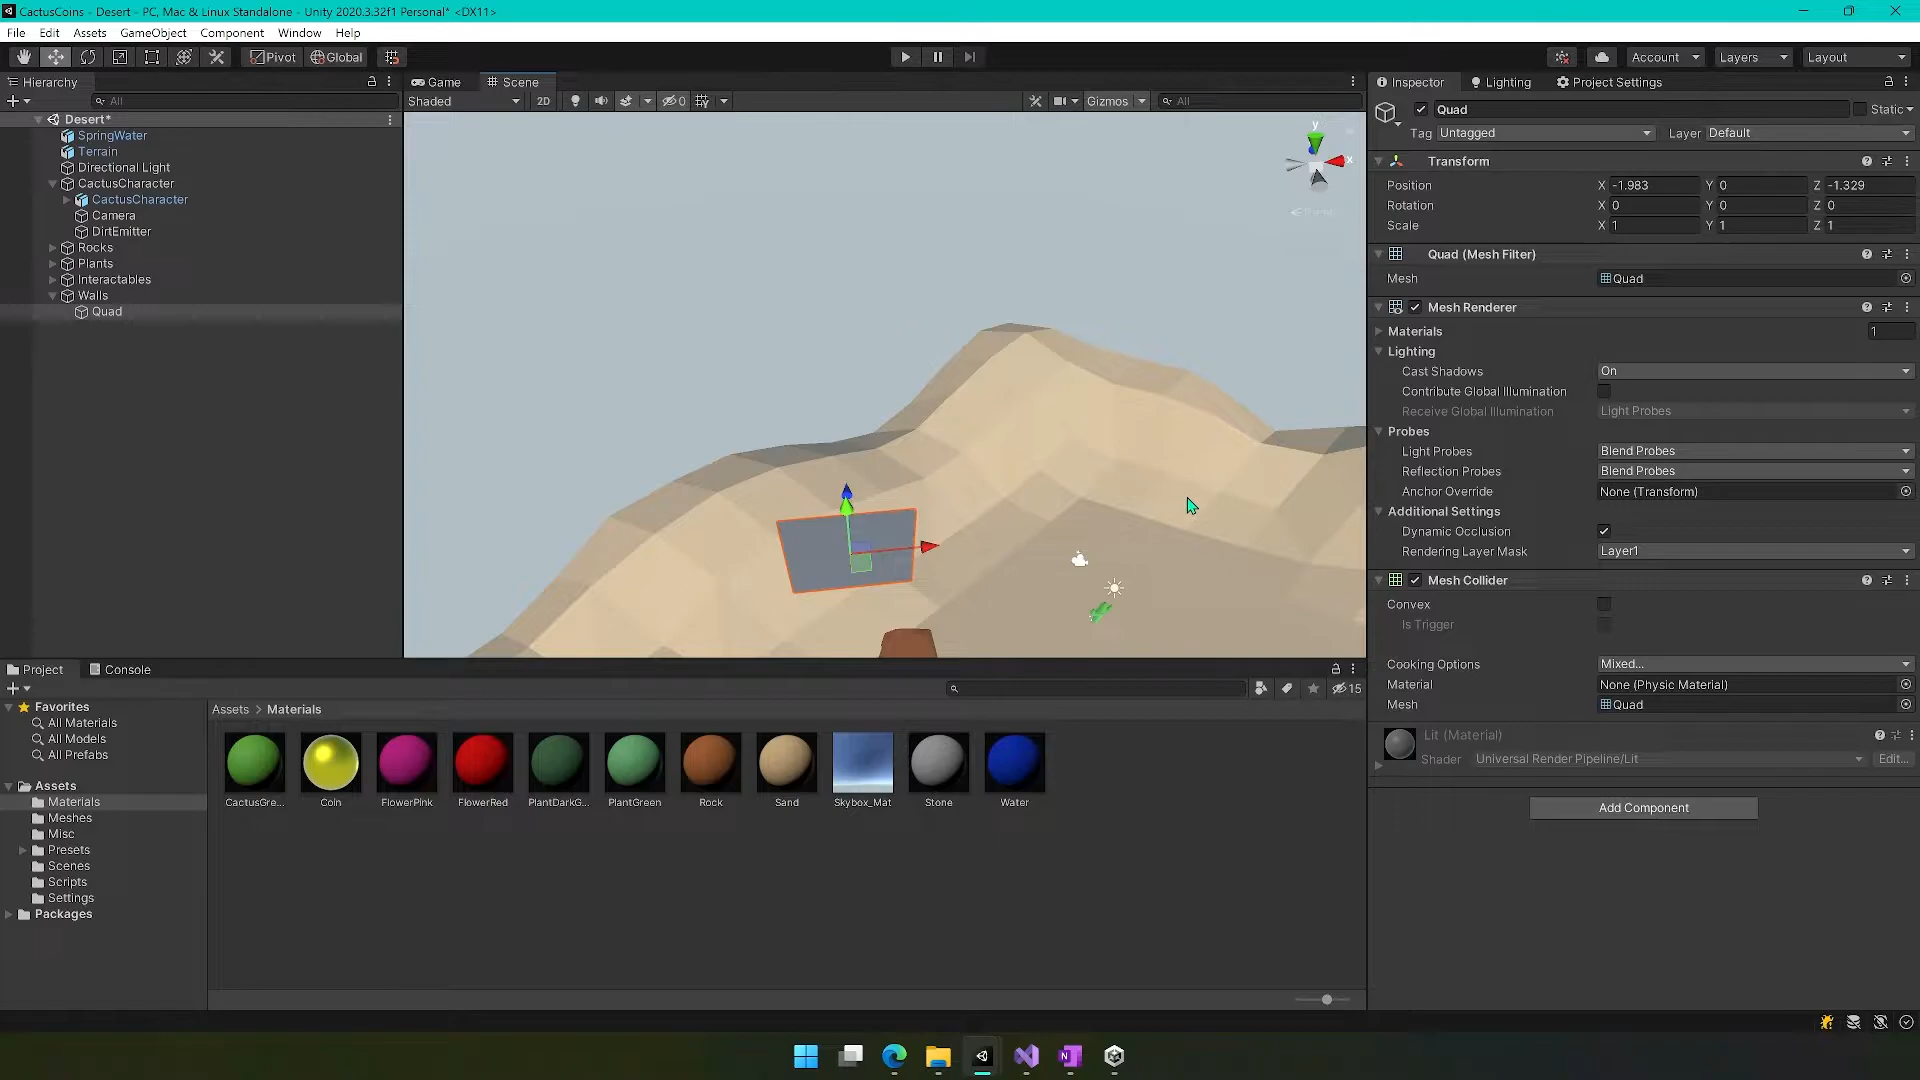 CactusCoins - Desert - PC, Mac & Linux Standalone - Unity 2020.3.32f1 Personal* <DX11>
File Edit Assets GameObject Component Window Help
Pivot Global Account Layers Layout
Hierarchy
All
Desert*
SpringWater
Terrain
Directional Light
CactusCharacter
CactusCharacter
Camera
DirtEmitter
Rocks
Plants
Interactables
Walls
Quad
Game Scene
Shaded 2D 0 Gizmos All
y
x
Inspector Lighting Project Settings
Quad Static
Tag Untagged Layer Default
Transform
Position X -1.983 Y 0 Z -1.329
Rotation X 0 Y 0 Z 0
Scale X 1 Y 1 Z 1
Quad (Mesh Filter)
Mesh Quad
Mesh Renderer
Materials 1
Lighting
Cast Shadows On
Contribute Global Illumination
Receive Global Illumination Light Probes
Probes
Light Probes Blend Probes
Reflection Probes Blend Probes
Anchor Override None (Transform)
Additional Settings
Dynamic Occlusion
Rendering Layer Mask Layer1
Mesh Collider
Convex
Is Trigger
Cooking Options Mixed...
Material None (Physic Material)
Mesh Quad
Lit (Material)
Shader Universal Render Pipeline/Lit Edit...
Add Component
Project Console
15
Favorites
All Materials
All Models
All Prefabs
Assets
Materials
Meshes
Misc
Presets
Scenes
Scripts
Settings
Packages
Assets > Materials
CactusGre... Coin FlowerPink FlowerRed PlantDarkG... PlantGreen Rock Sand Skybox_Mat Stone Water